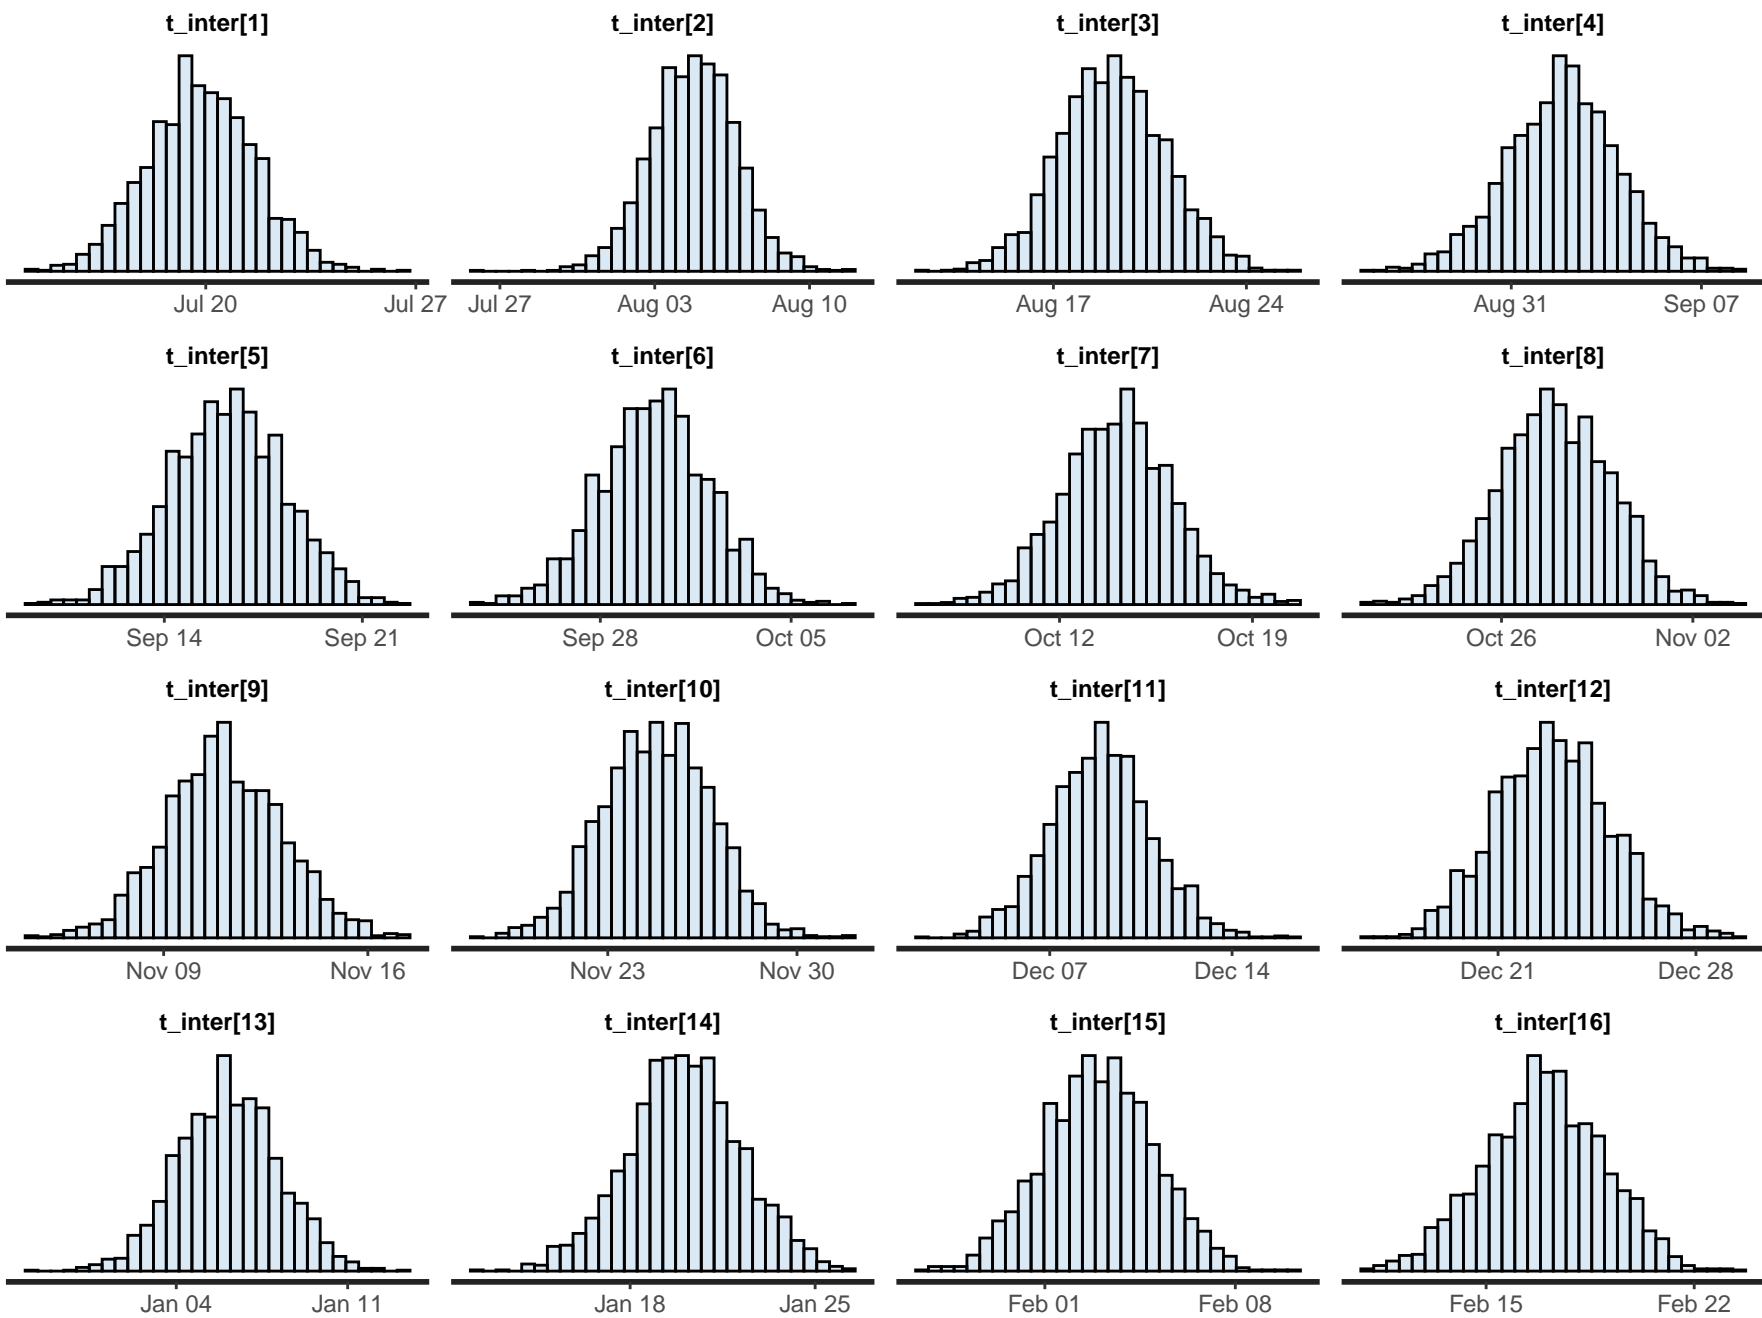 t_inter[1] t_inter[2] t_inter[3] t_inter[4]
Jul 20 Jul 27 Jul 27 Aug 03 Aug 10 Aug 17 Aug 24 Aug 31 Sep 07
t_inter[5] t_inter[6] t_inter[7] t_inter[8]
Sep 14 Sep 21 Sep 28 Oct 05 Oct 12 Oct 19 Oct 26 Nov 02
t_inter[9] t_inter[10] t_inter[11] t_inter[12]
Nov 09 Nov 16 Nov 23 Nov 30 Dec 07 Dec 14 Dec 21 Dec 28
t_inter[13] t_inter[14] t_inter[15] t_inter[16]
Jan 04 Jan 11 Jan 18 Jan 25 Feb 01 Feb 08 Feb 15 Feb 22